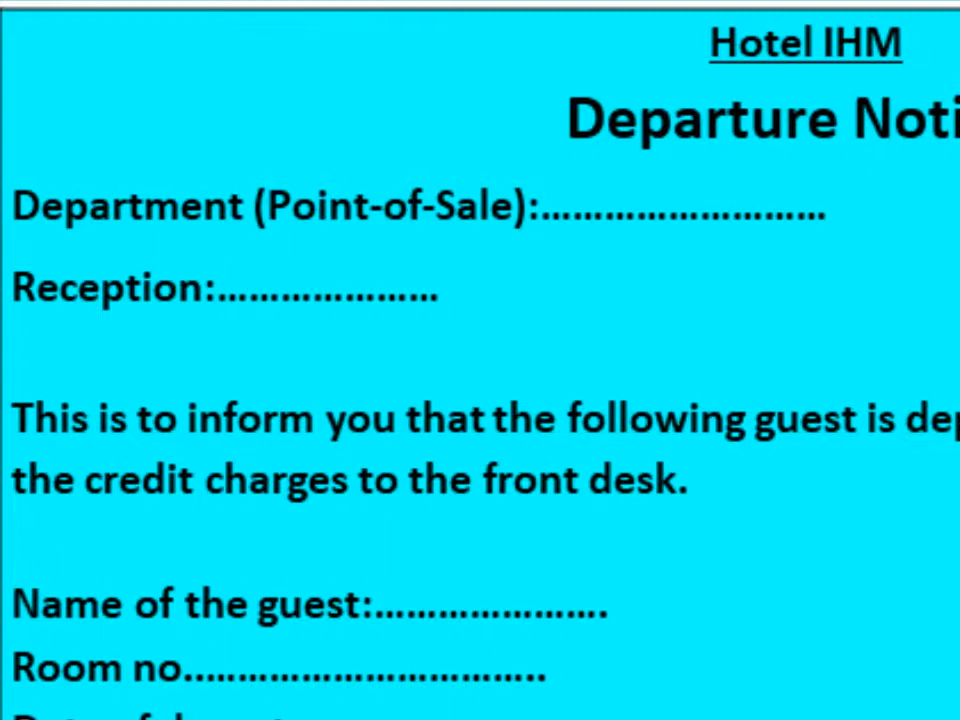 Hotel IHM
Departure Noti
Department (Point-of-Sale):………………………
Reception:…………………
This is to inform you that the following guest is dep
the credit charges to the front desk.
Name of the guest:………………….
Room no…………………………….